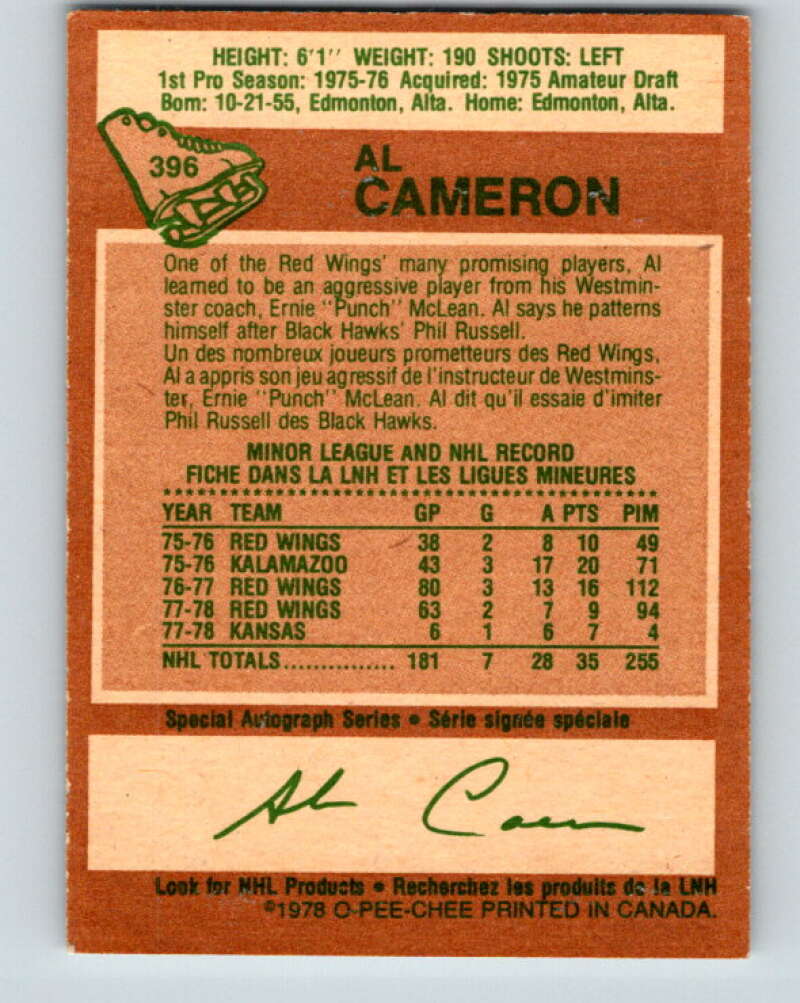 HEIGHT: 6'1'' WEIGHT: 190 SHOOTS: LEFT
1st Pro Season: 1975-76 Acquired: 1975 Amateur Draft
Born: 10-21-55, Edmonton, Alta. Home: Edmonton, Alta.
396
AL
CAMERON
One of the Red Wings' many promising players, Al
learned to be an aggressive player from his Westmin-
ster coach, Ernie "Punch" McLean. Al says he patterns
himself after Black Hawks' Phil Russell.
Un des nombreux joueurs prometteurs des Red Wings,
Al a appris son jeu agressif de l'instructeur de Westmins-
ter, Ernie "Punch" McLean. Al dit qu'il essaie d'imiter
Phil Russell des Black Hawks.
MINOR LEAGUE AND NHL RECORD
FICHE DANS LA LNH ET LES LIGUES MINEURES
YEAR TEAM GP G A PTS PIM
75-76 RED WINGS 38 2 8 10 49
75-76 KALAMAZOO 43 3 17 20 71
76-77 RED WINGS 80 3 13 16 112
77-78 RED WINGS 63 2 7 9 94
77-78 KANSAS 6 1 6 7 4
NHL TOTALS................ 181 7 28 35 255
Special Autograph Series • Série signée spéciale
Al Cameron
Look for NHL Products • Recherchez les produits de la LNH
©1978 O-PEE-CHEE PRINTED IN CANADA.